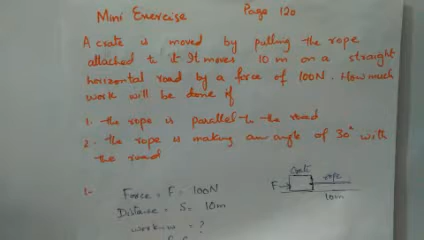 Mini Exercise Page 120
A crate is moved by pulling the rope
attached to it. It moves 10 m on a straight
horizontal road by a force of 100N. How much
work will be done if
1. the rope is parallel to the road
2. the rope is making an angle of 30° with
the road
1- Force = F = 100N
Distance = S = 10m
work = w = ?
crate rope
F
10m